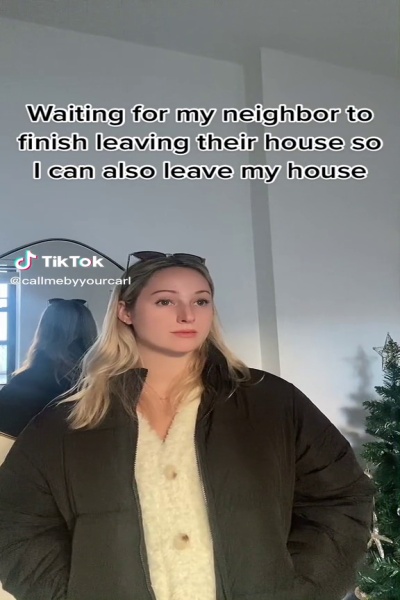 Waiting for my neighbor to
finish leaving their house so
I can also leave my house
TikTok
@callmebyyourcarl